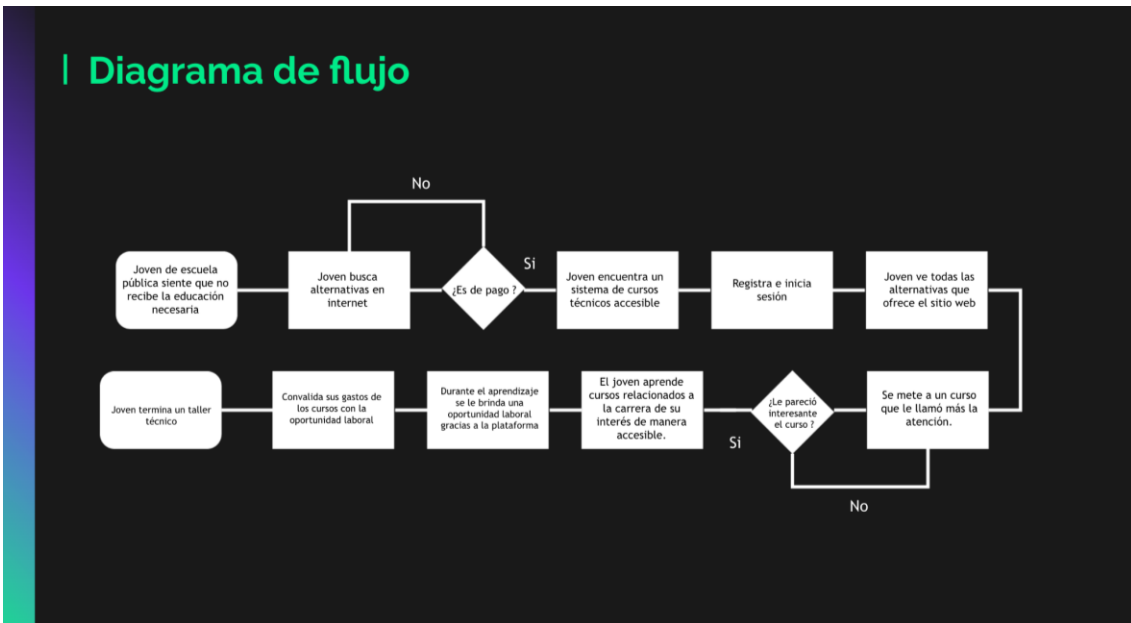 Diagrama de flujo
No
Joven de escuela
pública siente que no
recibe la educación
necesaria
Joven busca
alternativas en
internet
¿Es de pago ?
Si
Joven encuentra un
sistema de cursos
técnicos accesible
Registra e inicia
sesión
Joven ve todas las
alternativas que
ofrece el sitio web
Se mete a un curso
que le llamó más la
atención.
¿Le pareció
interesante
el curso ?
No
Si
El joven aprende
cursos relacionados a
la carrera de su
interés de manera
accesible.
Durante el aprendizaje
se le brinda una
oportunidad laboral
gracias a la plataforma
Convalida sus gastos de
los cursos con la
oportunidad laboral
Joven termina un taller
técnico